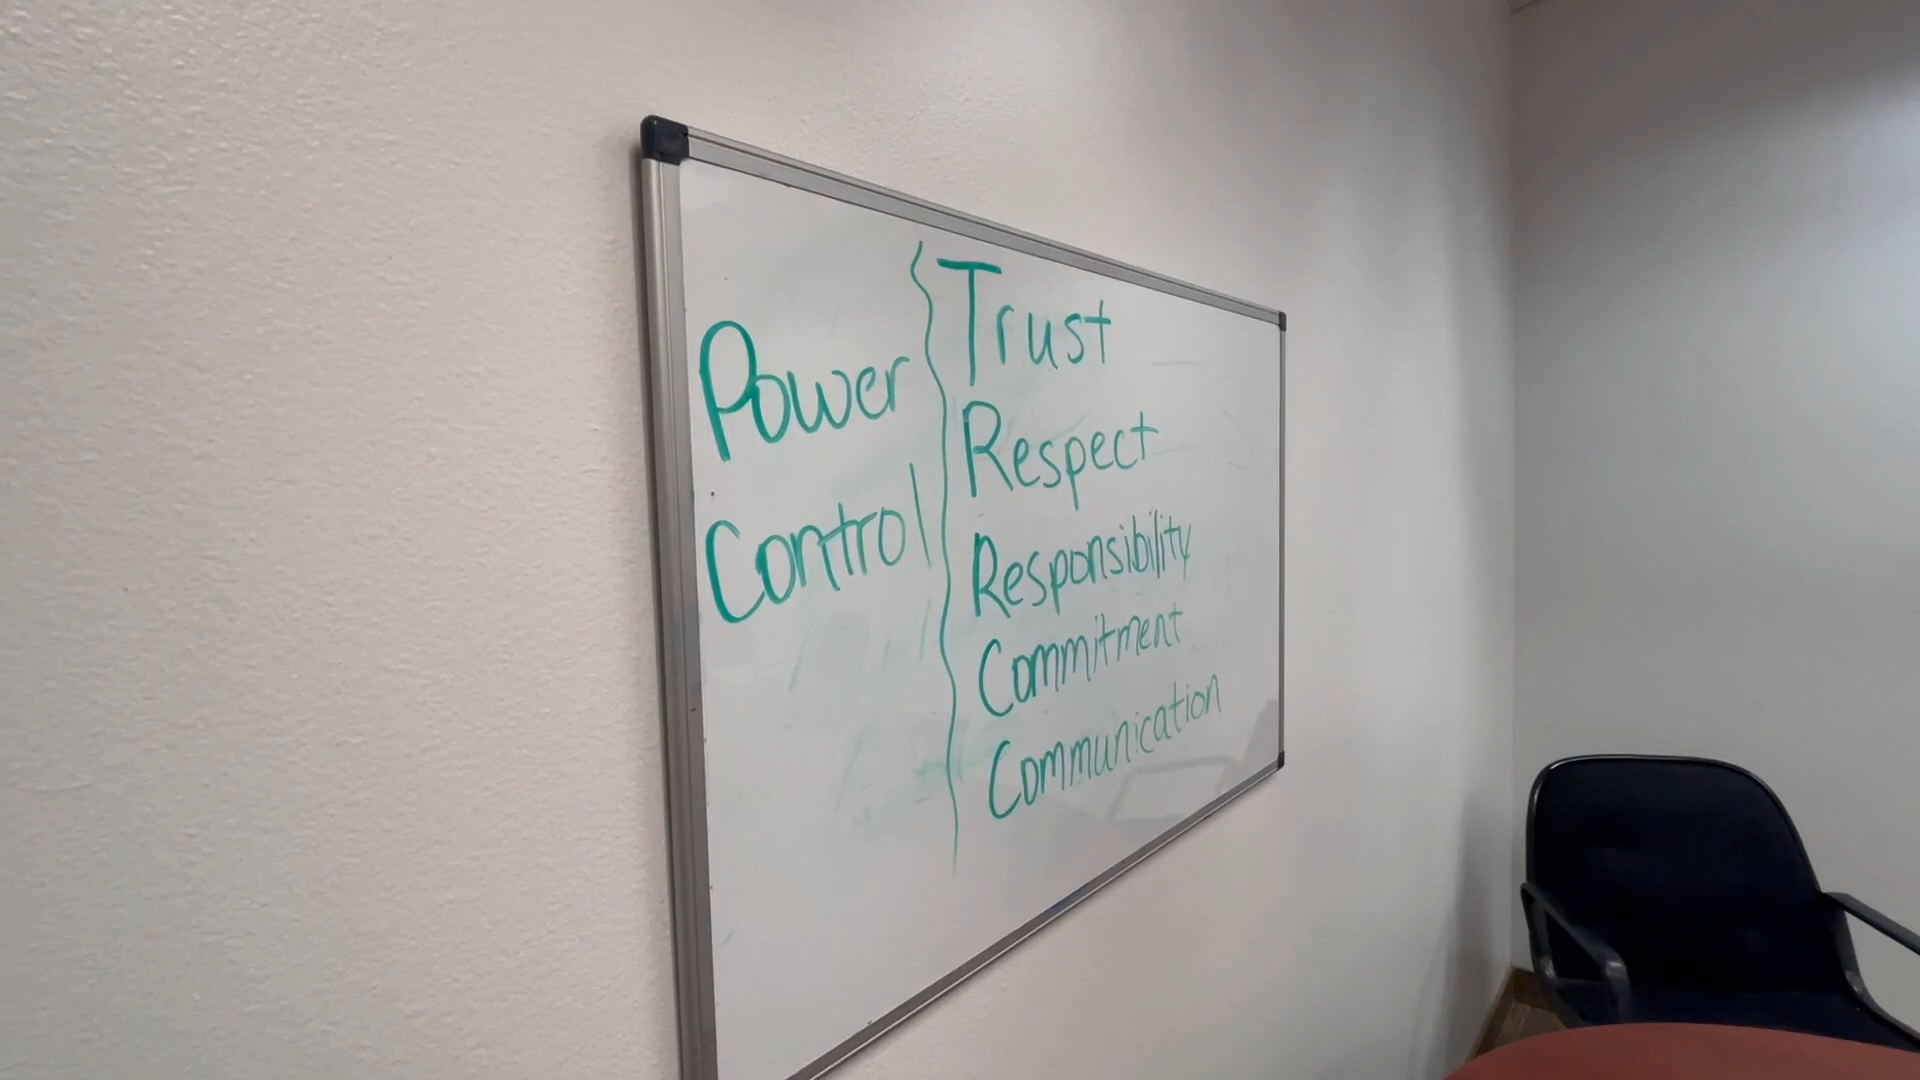 Power
Control
Trust
Respect
Responsibility
Commitment
Communication